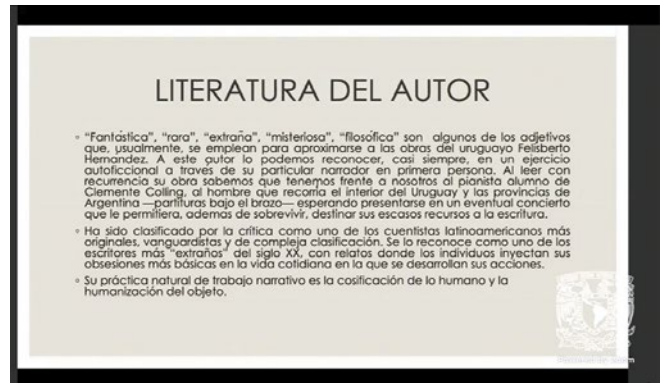 LITERATURA DEL AUTOR
◦ “Fantástica”, “rara”, “extraña”, “misteriosa”, “filosófica” son algunos de los adjetivos
que, usualmente, se emplean para aproximarse a las obras del uruguayo Felisberto
Hernandez. A este autor lo podemos reconocer, casi siempre, en un ejercicio
autoficcional a través de su particular narrador en primera persona. Al leer con
recurrencia su obra sabemos que tenemos frente a nosotros al pianista alumno de
Clemente Colling, al hombre que recorría el interior del Uruguay y las provincias de
Argentina —partituras bajo el brazo— esperando presentarse en un eventual concierto
que le permitiera, ademas de sobrevivir, destinar sus escasos recursos a la escritura.
◦ Ha sido clasificado por la crítica como uno de los cuentistas latinoamericanos más
originales, vanguardistas y de compleja clasificación. Se lo reconoce como uno de los
escritores más “extraños” del siglo XX, con relatos donde los individuos inyectan sus
obsesiones más básicas en la vida cotidiana en la que se desarrollan sus acciones.
◦ Su práctica natural de trabajo narrativo es la cosificación de lo humano y la
humanización del objeto.